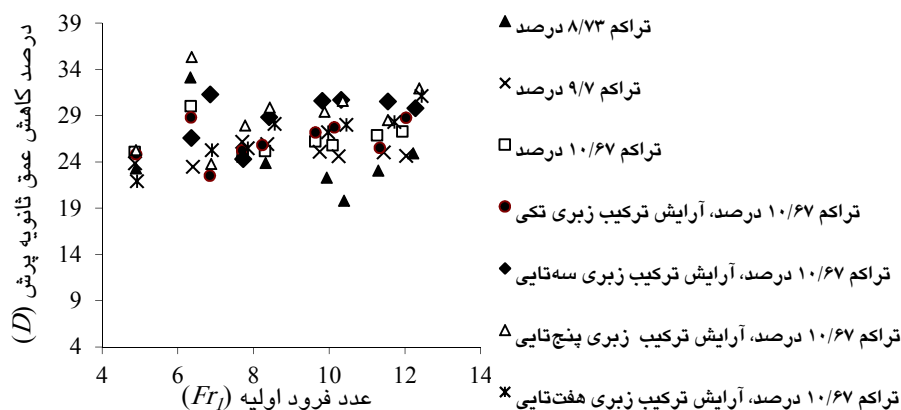 درصد کاهش عمق ثانویه پرش (D)
39
34
29
24
19
14
9
4
4
6
8
10
12
14
عدد فرود اولیه (Fr1)
تراکم ۸/۷۳ درصد
تراکم ۹/۷ درصد
تراکم ۱۰/۶۷ درصد
تراکم ۱۰/۶۷ درصد، آرایش ترکیب زبری تکی
تراکم ۱۰/۶۷ درصد، آرایش ترکیب زبری سه‌تایی
تراکم ۱۰/۶۷ درصد، آرایش ترکیب زبری پنج‌تایی
تراکم ۱۰/۶۷ درصد، آرایش ترکیب زبری هفت‌تایی